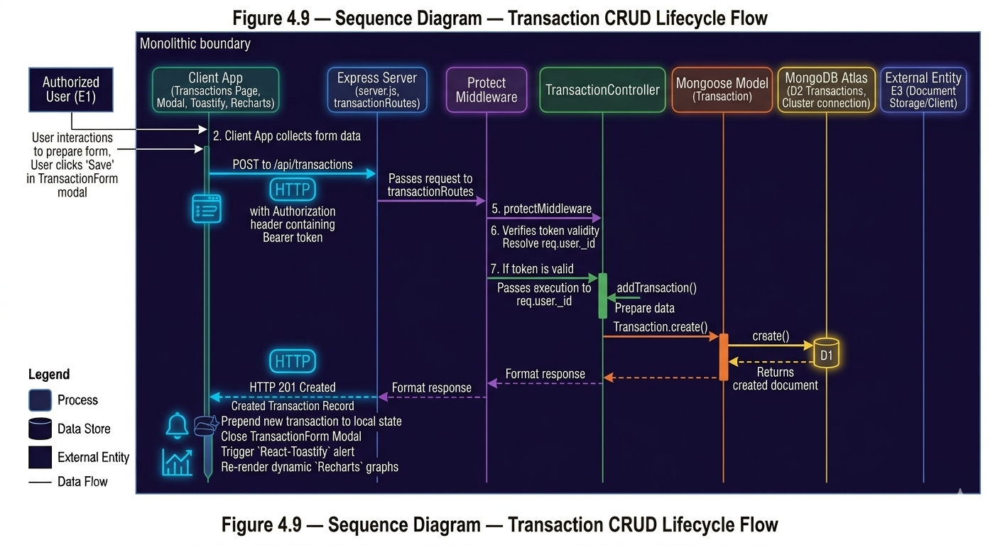 Figure 4.9 — Sequence Diagram — Transaction CRUD Lifecycle Flow
Monolithic boundary
Authorized
User (E1)
Client App
(Transactions Page,
Modal, Toastify, Recharts)
Express Server
(server.js,
transactionRoutes)
Protect
Middleware
TransactionController
Mongoose Model
(Transaction)
MongoDB Atlas
(D2 Transactions,
Cluster connection)
External Entity
E3 (Document
Storage/Client)
User interactions
to prepare form,
User clicks 'Save'
in TransactionForm
modal
2. Client App collects form data
POST to /api/transactions
HTTP
with Authorization
header containing
Bearer token
Passes request to
transactionRoutes
5. protectMiddleware
6. Verifies token validity
Resolve req.user._id
7. If token is valid
Passes execution to
req.user._id
addTransaction()
Prepare data
Transaction.create()
create()
D1
Returns
created document
Format response
Format response
HTTP
HTTP 201 Created
Created Transaction Record
Prepend new transaction to local state
Close TransactionForm Modal
Trigger `React-Toastify` alert
Re-render dynamic `Recharts` graphs
Legend
Process
Data Store
External Entity
Data Flow
Figure 4.9 — Sequence Diagram — Transaction CRUD Lifecycle Flow